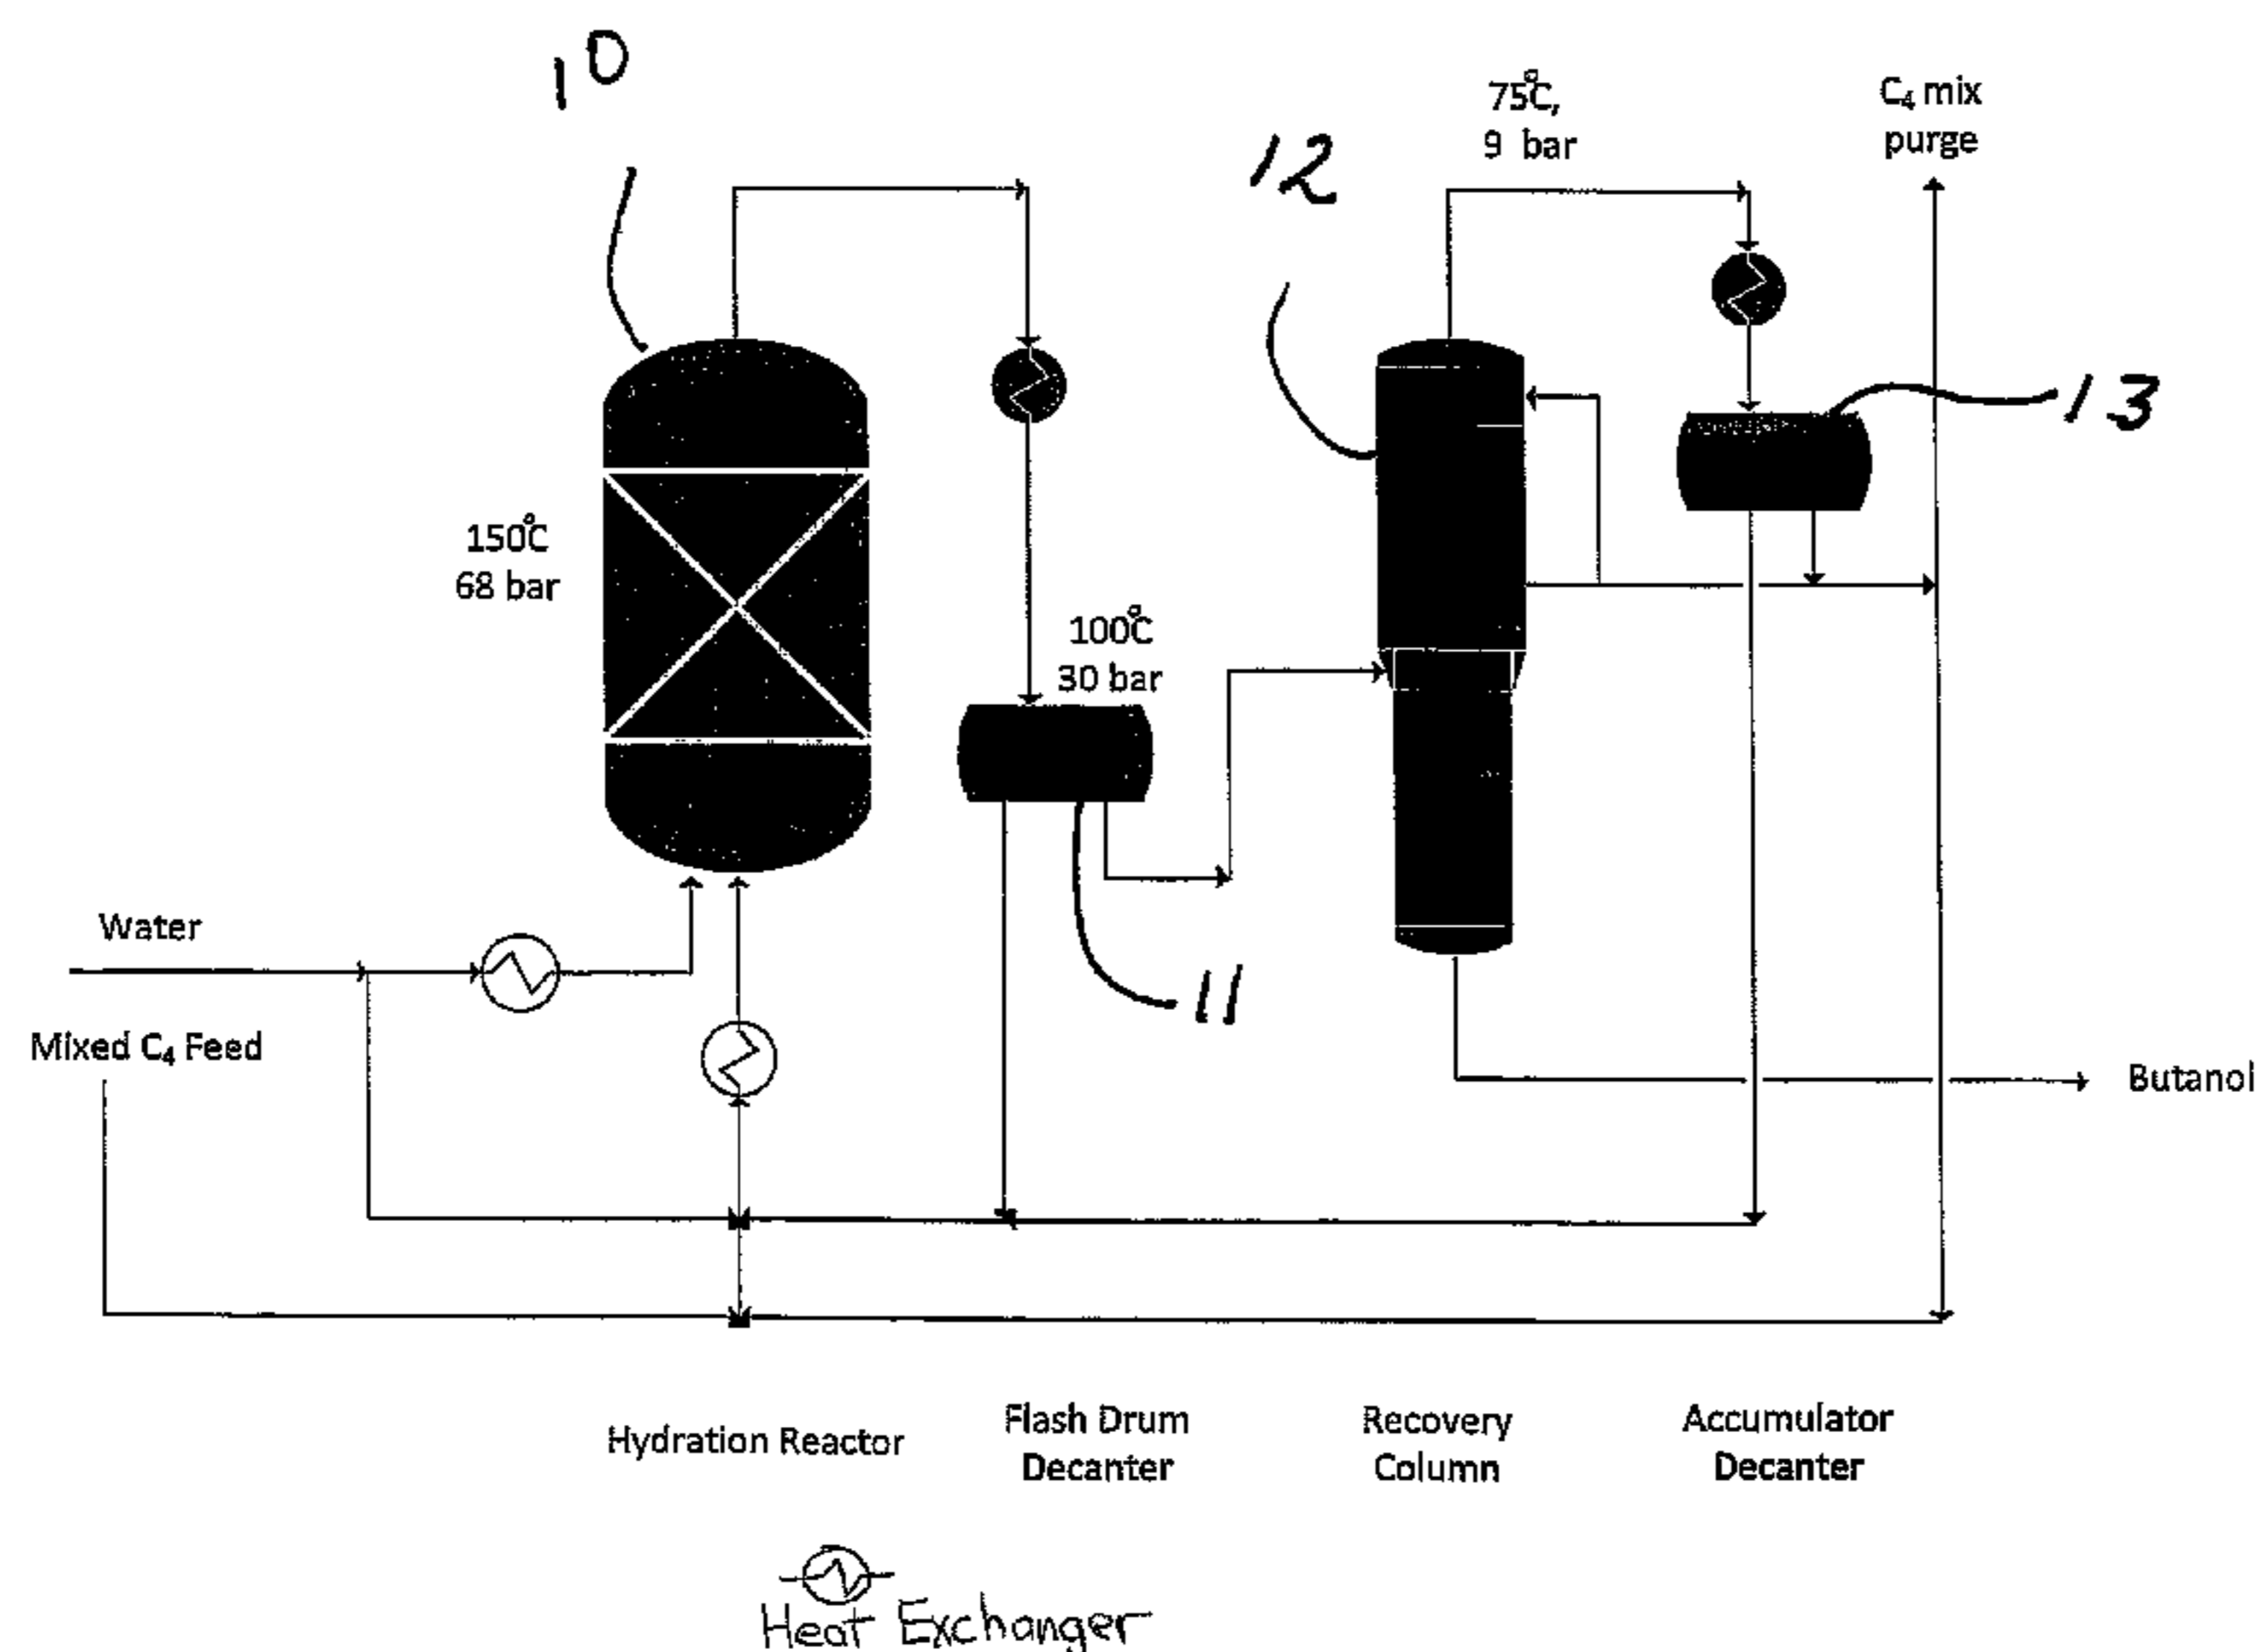 10
75°C,
9 bar
C₄ mix
purge
12
13
150°C
68 bar
100°C
30 bar
Water
11
Mixed C₄ Feed
Butanol
Hydration Reactor
Flash Drum
Decanter
Recovery
Column
Accumulator
Decanter
Heat Exchanger